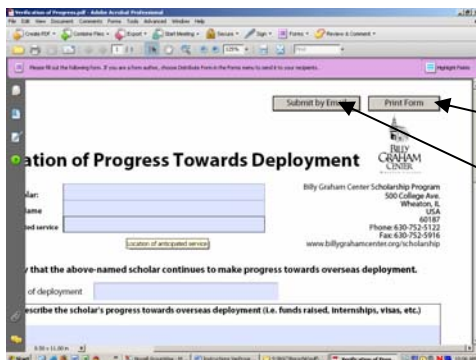 Verification of Progress.pdf - Adobe Acrobat Professional
File Edit View Document Comments Forms Tools Advanced Window Help
Create PDF Combine Files Export Start Meeting Secure Sign Forms Review & Comment
1 / 1 125% Find
Please fill out the following form. If you are a form author, choose Distribute Form in the Forms menu to send it to your recipients. Highlight Fields
Submit by Email Print Form
BILLY
GRAHAM
CENTER
ation of Progress Towards Deployment
Billy Graham Center Scholarship Program
500 College Ave.
Wheaton, IL
USA
60187
Phone: 630-752-5122
Fax: 630-752-5916
www.billygrahamcenter.org/scholarship
lar:
ame
ted service
Location of anticipated service
y that the above-named scholar continues to make progress towards overseas deployment.
of deployment
escribe the scholar's progress towards overseas deployment (i.e. funds raised, internships, visas, etc.)
8.50 x 11.00 in
Start